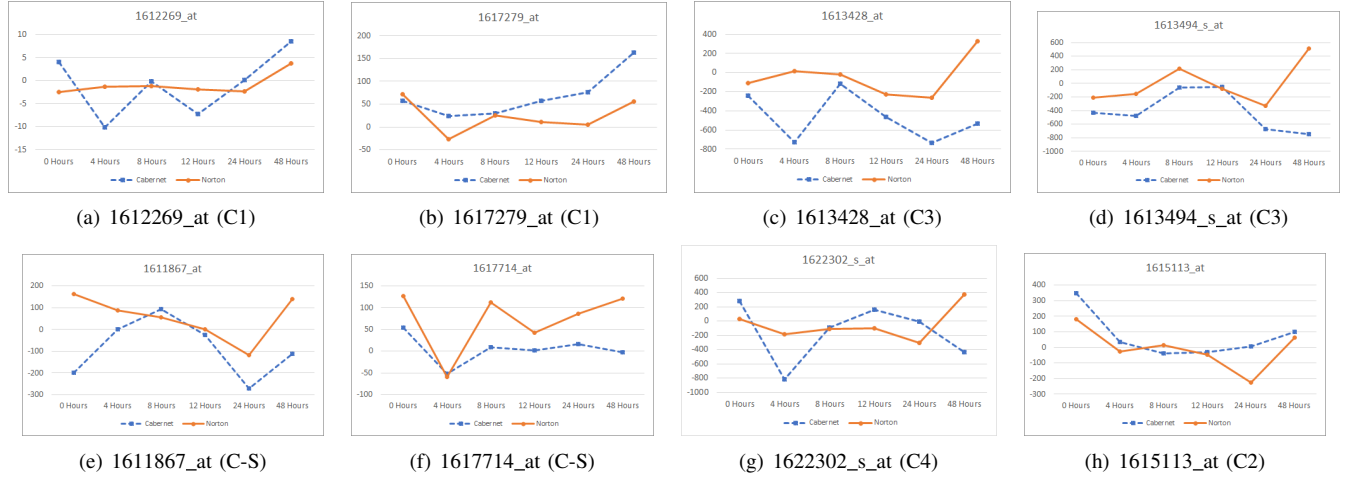 1612269_at
10
5
0
-5
-10
-15
0 Hours 4 Hours 8 Hours 12 Hours 24 Hours 48 Hours
Cabernet Norton
(a) 1612269_at (C1)
1617279_at
200
150
100
50
0
-50
0 Hours 4 Hours 8 Hours 12 Hours 24 Hours 48 Hours
Cabernet Norton
(b) 1617279_at (C1)
1613428_at
400
200
0
-200
-400
-600
-800
0 Hours 4 Hours 8 Hours 12 Hours 24 Hours 48 Hours
Cabernet Norton
(c) 1613428_at (C3)
1613494_s_at
600
400
200
0
-200
-400
-600
-800
-1000
0 Hours 4 Hours 8 Hours 12 Hours 24 Hours 48 Hours
Cabernet Norton
(d) 1613494_s_at (C3)
1611867_at
200
100
0
-100
-200
-300
0 Hours 4 Hours 8 Hours 12 Hours 24 Hours 48 Hours
Cabernet Norton
(e) 1611867_at (C-S)
1617714_at
150
100
50
0
-50
-100
0 Hours 4 Hours 8 Hours 12 Hours 24 Hours 48 Hours
Cabernet Norton
(f) 1617714_at (C-S)
1622302_s_at
600
400
200
0
-200
-400
-600
-800
-1000
0 Hours 4 Hours 8 Hours 12 Hours 24 Hours 48 Hours
Cabernet Norton
(g) 1622302_s_at (C4)
1615113_at
400
300
200
100
0
-100
-200
-300
0 Hours 4 Hours 8 Hours 12 Hours 24 Hours 48 Hours
Cabernet Norton
(h) 1615113_at (C2)